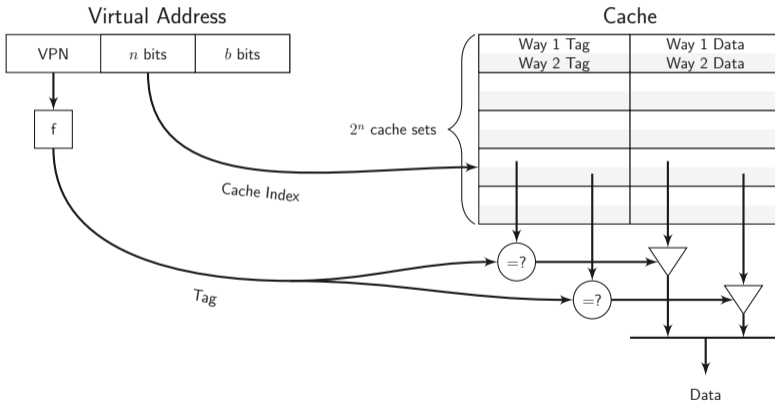 Virtual Address
Cache
VPN
n bits
b bits
Way 1 Tag
Way 1 Data
Way 2 Tag
Way 2 Data
f
2ⁿ cache sets
Cache Index
=?
=?
Tag
Data